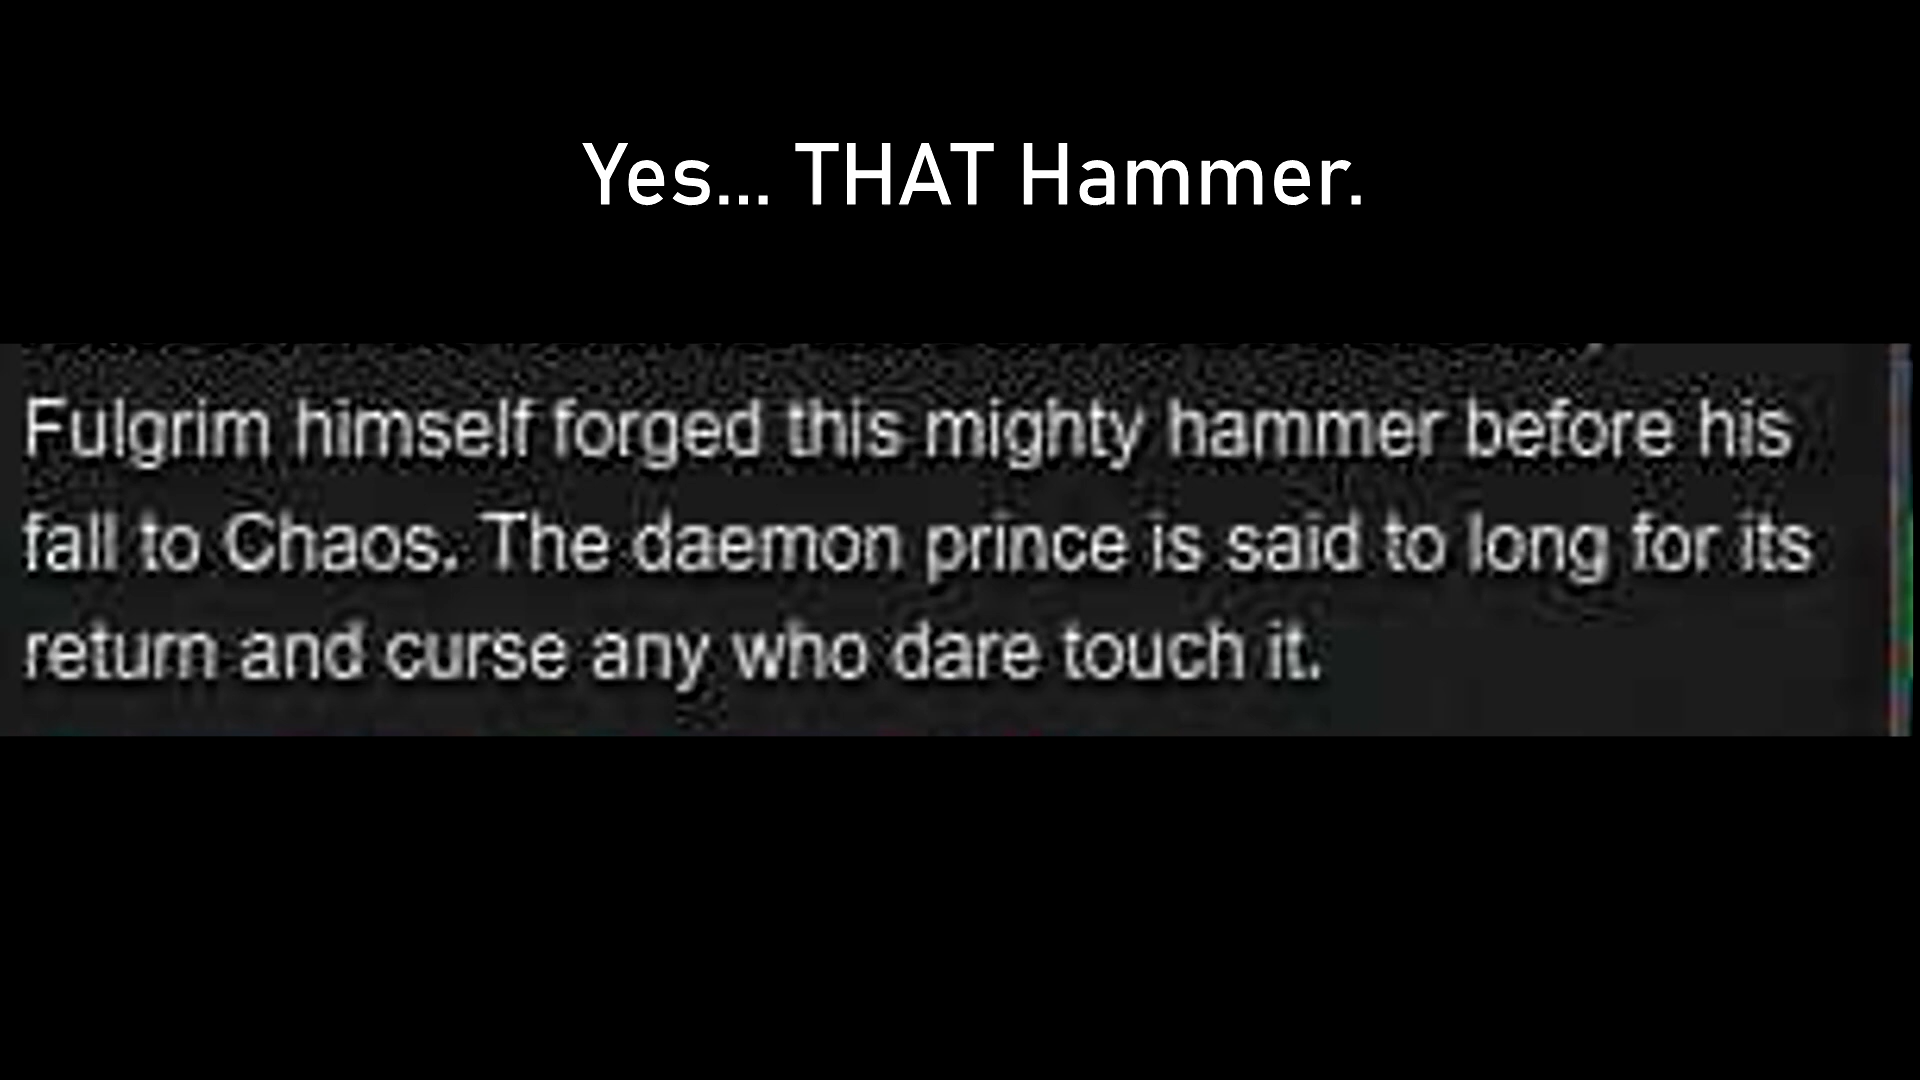 Yes... THAT Hammer.
Fulgrim himself forged this mighty hammer before his
fall to Chaos. The daemon prince is said to long for its
return and curse any who dare touch it.